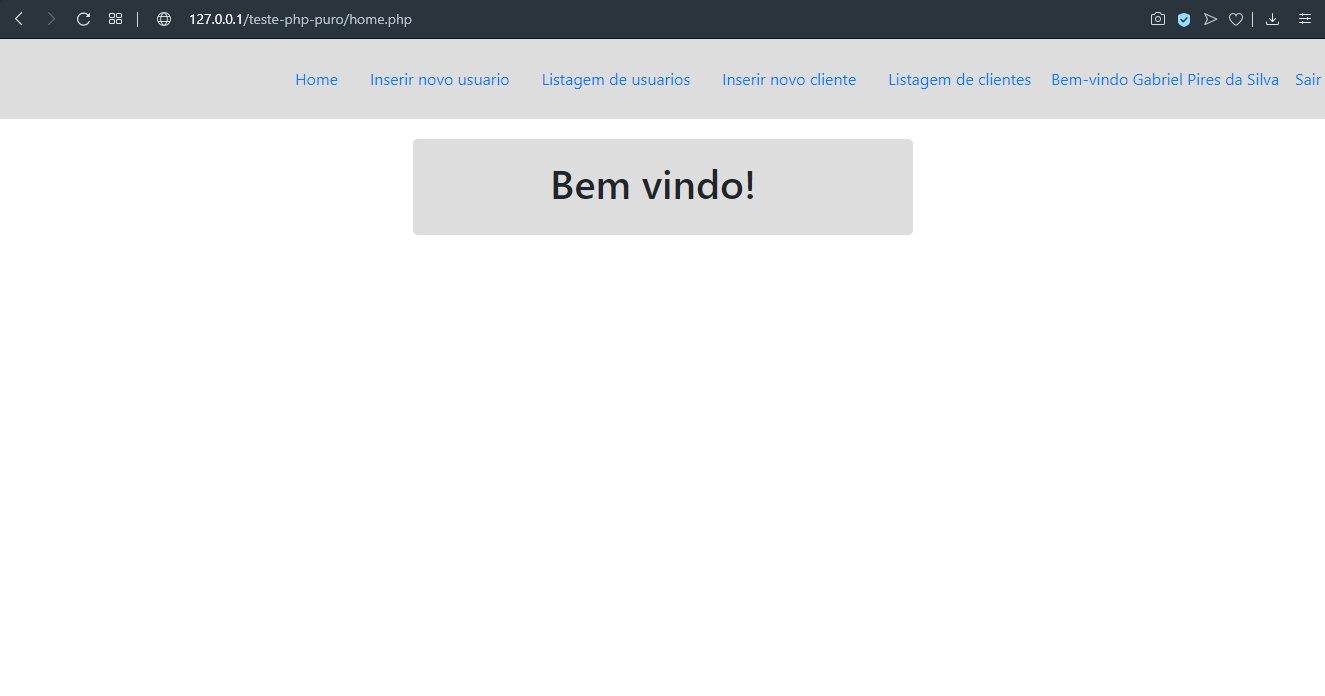 127.0.0.1/teste-php-puro/home.php
Home Inserir novo usuario Listagem de usuarios Inserir novo cliente Listagem de clientes Bem-vindo Gabriel Pires da Silva Sair
Bem vindo!